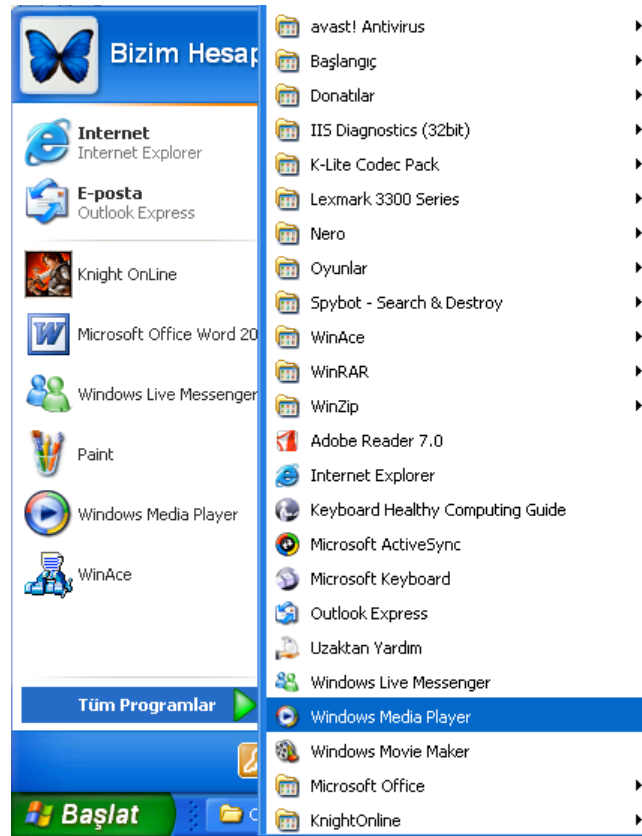 Bizim Hesap
Internet
Internet Explorer
E-posta
Outlook Express
Knight OnLine
Microsoft Office Word 20
Windows Live Messenger
Paint
Windows Media Player
WinAce
Tüm Programlar
Başlat
avast! Antivirus
Başlangıç
Donatılar
IIS Diagnostics (32bit)
K-Lite Codec Pack
Lexmark 3300 Series
Nero
Oyunlar
Spybot - Search & Destroy
WinAce
WinRAR
WinZip
Adobe Reader 7.0
Internet Explorer
Keyboard Healthy Computing Guide
Microsoft ActiveSync
Microsoft Keyboard
Outlook Express
Uzaktan Yardım
Windows Live Messenger
Windows Media Player
Windows Movie Maker
Microsoft Office
KnightOnline